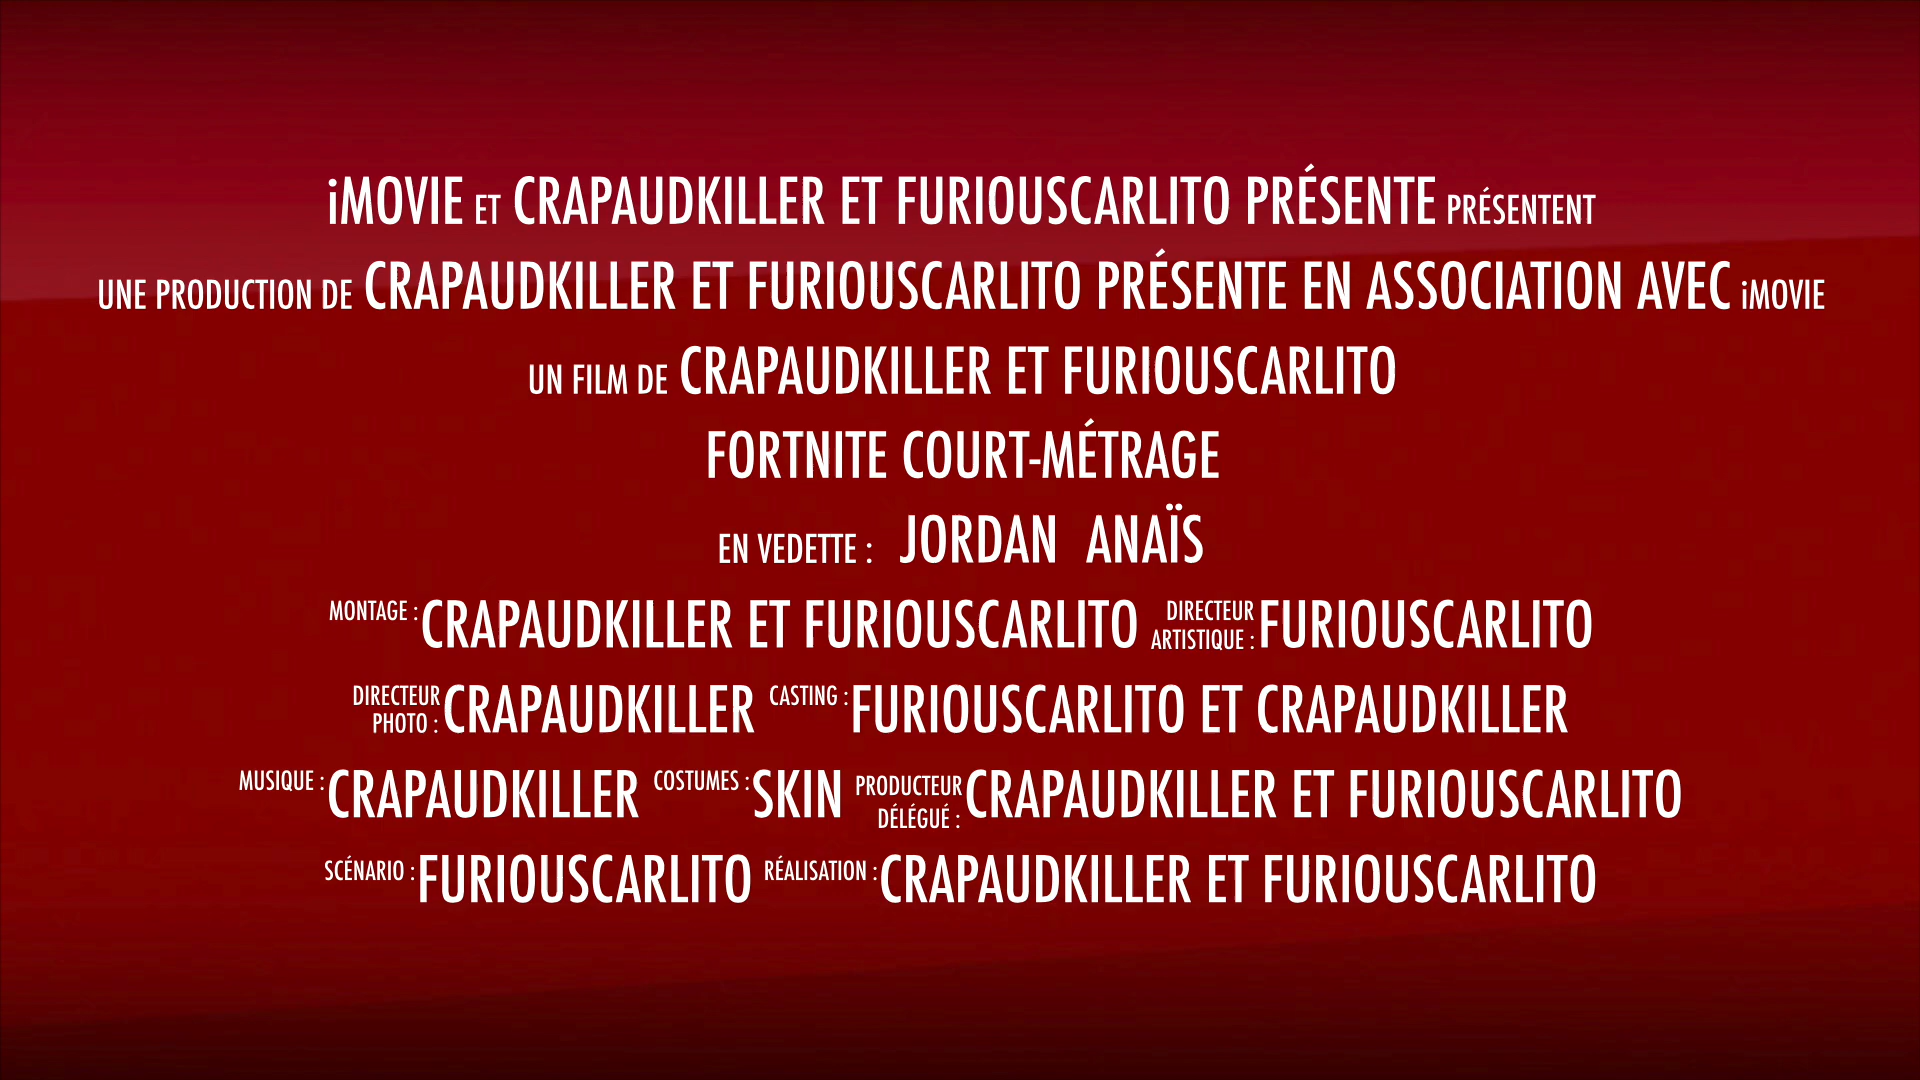 iMOVIE ET CRAPAUDKILLER ET FURIOUSCARLITO PRÉSENTE PRÉSENTENT
UNE PRODUCTION DE CRAPAUDKILLER ET FURIOUSCARLITO PRÉSENTE EN ASSOCIATION AVEC iMOVIE
UN FILM DE CRAPAUDKILLER ET FURIOUSCARLITO
FORTNITE COURT-MÉTRAGE
EN VEDETTE : JORDAN ANAÏS
MONTAGE : CRAPAUDKILLER ET FURIOUSCARLITO DIRECTEUR ARTISTIQUE : FURIOUSCARLITO
DIRECTEUR PHOTO : CRAPAUDKILLER CASTING : FURIOUSCARLITO ET CRAPAUDKILLER
MUSIQUE : CRAPAUDKILLER COSTUMES : SKIN PRODUCTEUR DÉLÉGUÉ : CRAPAUDKILLER ET FURIOUSCARLITO
SCÉNARIO : FURIOUSCARLITO RÉALISATION : CRAPAUDKILLER ET FURIOUSCARLITO